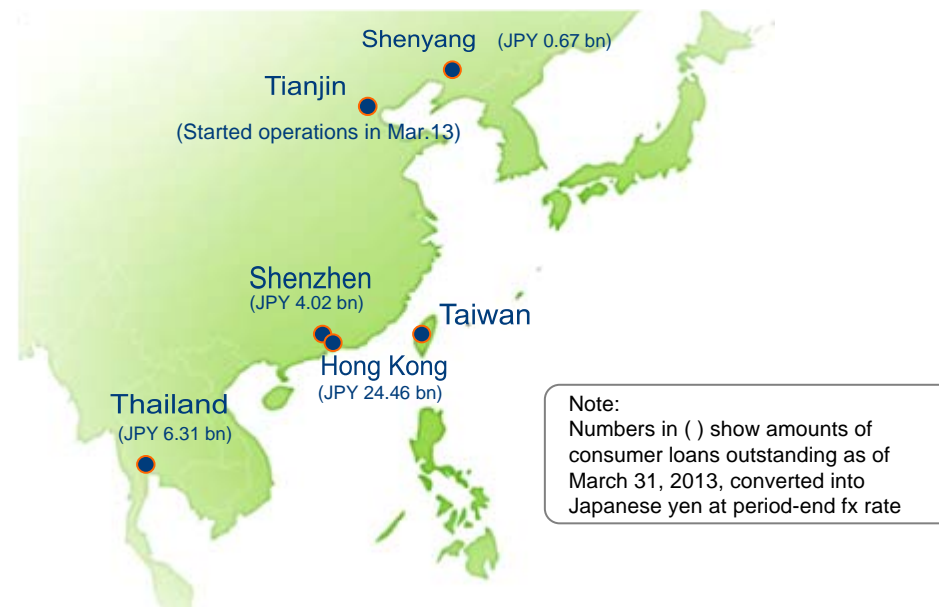 Shenyang (JPY 0.67 bn)
Tianjin
(Started operations in Mar.13)
Shenzhen
(JPY 4.02 bn)
Taiwan
Hong Kong
(JPY 24.46 bn)
Thailand
(JPY 6.31 bn)
Note:
Numbers in ( ) show amounts of
consumer loans outstanding as of
March 31, 2013, converted into
Japanese yen at period-end fx rate